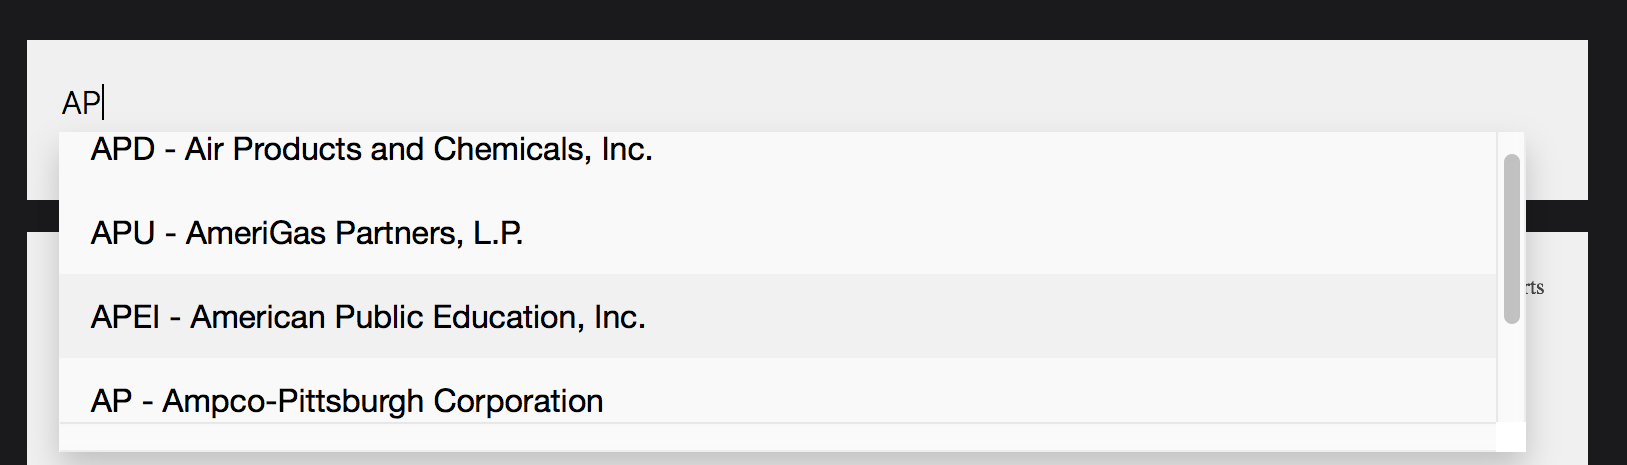 AP
APD - Air Products and Chemicals, Inc.
APU - AmeriGas Partners, L.P.
APEI - American Public Education, Inc.
AP - Ampco-Pittsburgh Corporation